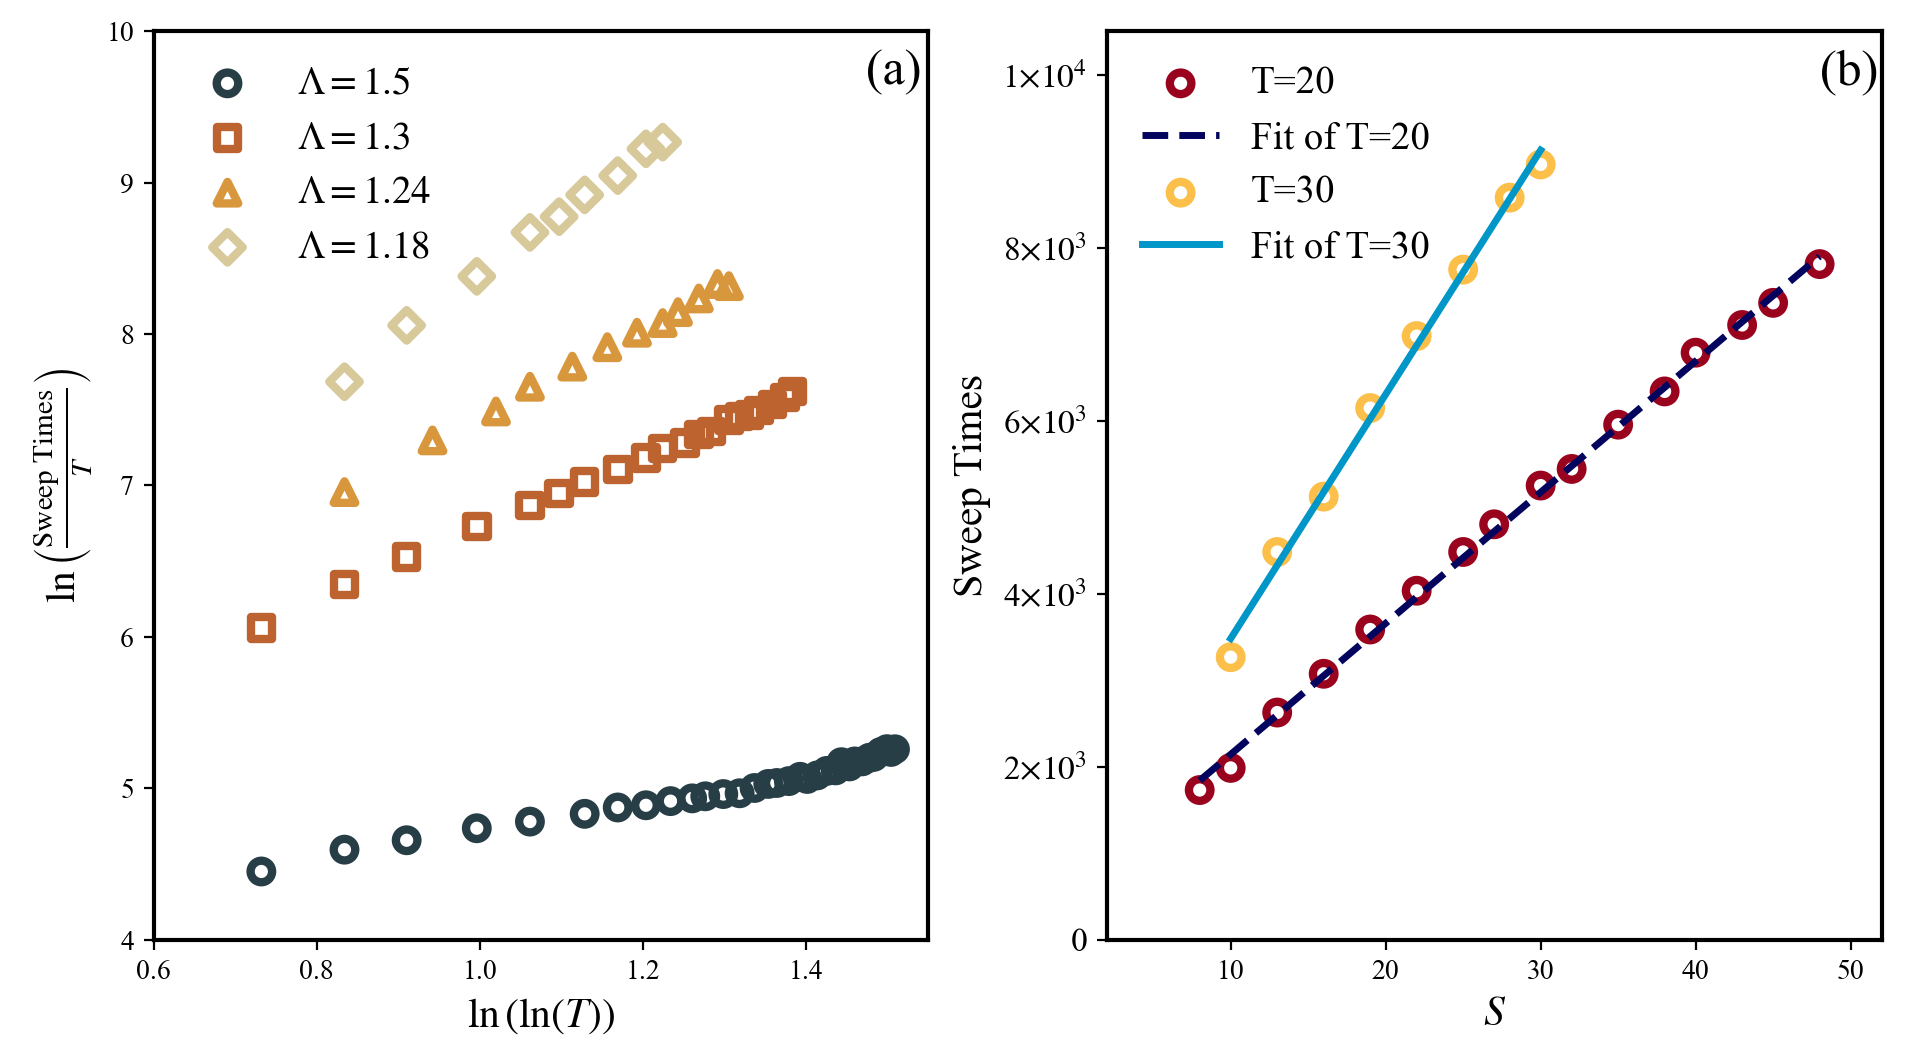 (a)
Λ = 1.5
Λ = 1.3
Λ = 1.24
Λ = 1.18
10
9
8
7
6
5
4
0.6 0.8 1.0 1.2 1.4
ln(Sweep Times / T)
ln(ln(T))
(b)
T=20
Fit of T=20
T=30
Fit of T=30
1×10⁴
8×10³
6×10³
4×10³
2×10³
0
10 20 30 40 50
Sweep Times
S